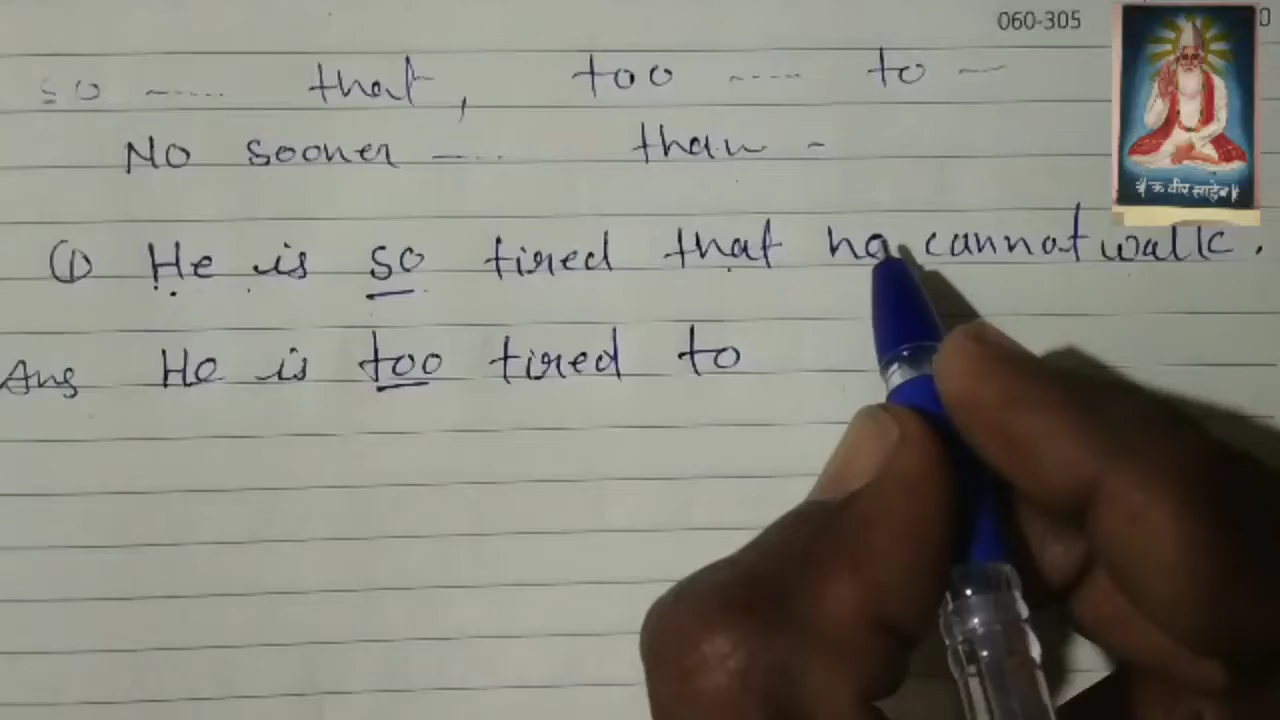 060-305
so ----- that, too ---- to --
No sooner --- than -
(1) He is so tired that he cannot walk.
Ans He is too tired to